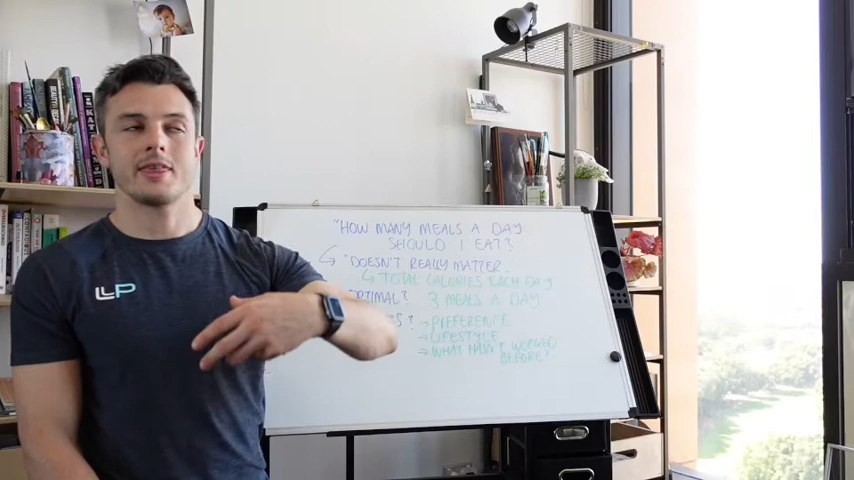 LLP
"HOW MANY MEALS A DAY
SHOULD I EAT?
"DOESN'T REALLY MATTER
TOTAL CALORIES EACH DAY
OPTIMAL? 3 MEALS A DAY
? → PREFERENCE
→ LIFESTYLE
→ WHAT HAS WORKED
BEFORE?